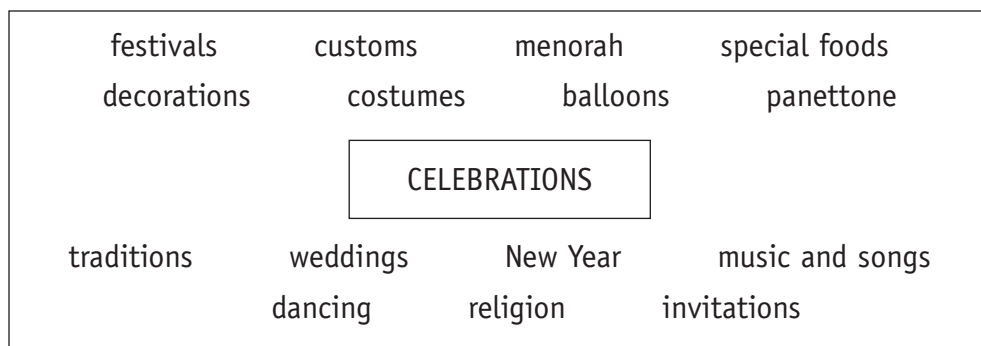 festivals customs menorah special foods
decorations costumes balloons panettone
CELEBRATIONS
traditions weddings New Year music and songs
dancing religion invitations